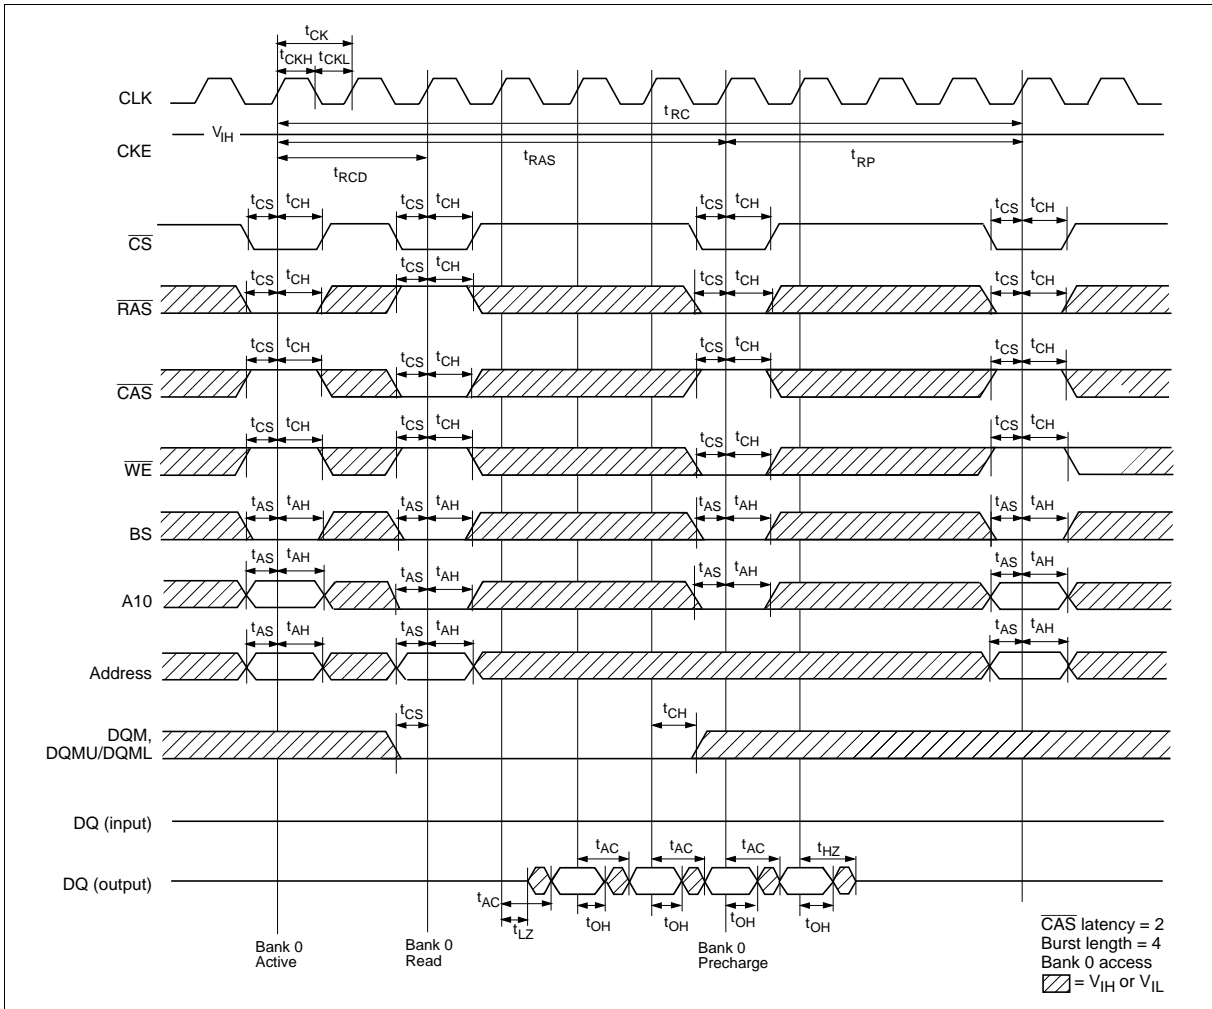 tCK
tCKH tCKL
CLK
tRC
VIH
CKE
tRAS tRP
tRCD
tCS tCH tCS tCH tCS tCH tCS tCH
CS
tCS tCH tCS tCH tCS tCH tCS tCH
RAS
tCS tCH tCS tCH tCS tCH tCS tCH
CAS
tCS tCH tCS tCH tCS tCH tCS tCH
WE
tAS tAH tAS tAH tAS tAH tAS tAH
BS
tAS tAH tAS tAH tAS tAH tAS tAH
A10
tAS tAH tAS tAH tAS tAH
Address
tCS tCH
DQM,
DQMU/DQML
DQ (input)
tAC tAC tAC tHZ
DQ (output)
tAC
tLZ tOH tOH tOH tOH
Bank 0
Active
Bank 0
Read
Bank 0
Precharge
CAS latency = 2
Burst length = 4
Bank 0 access
= VIH or VIL